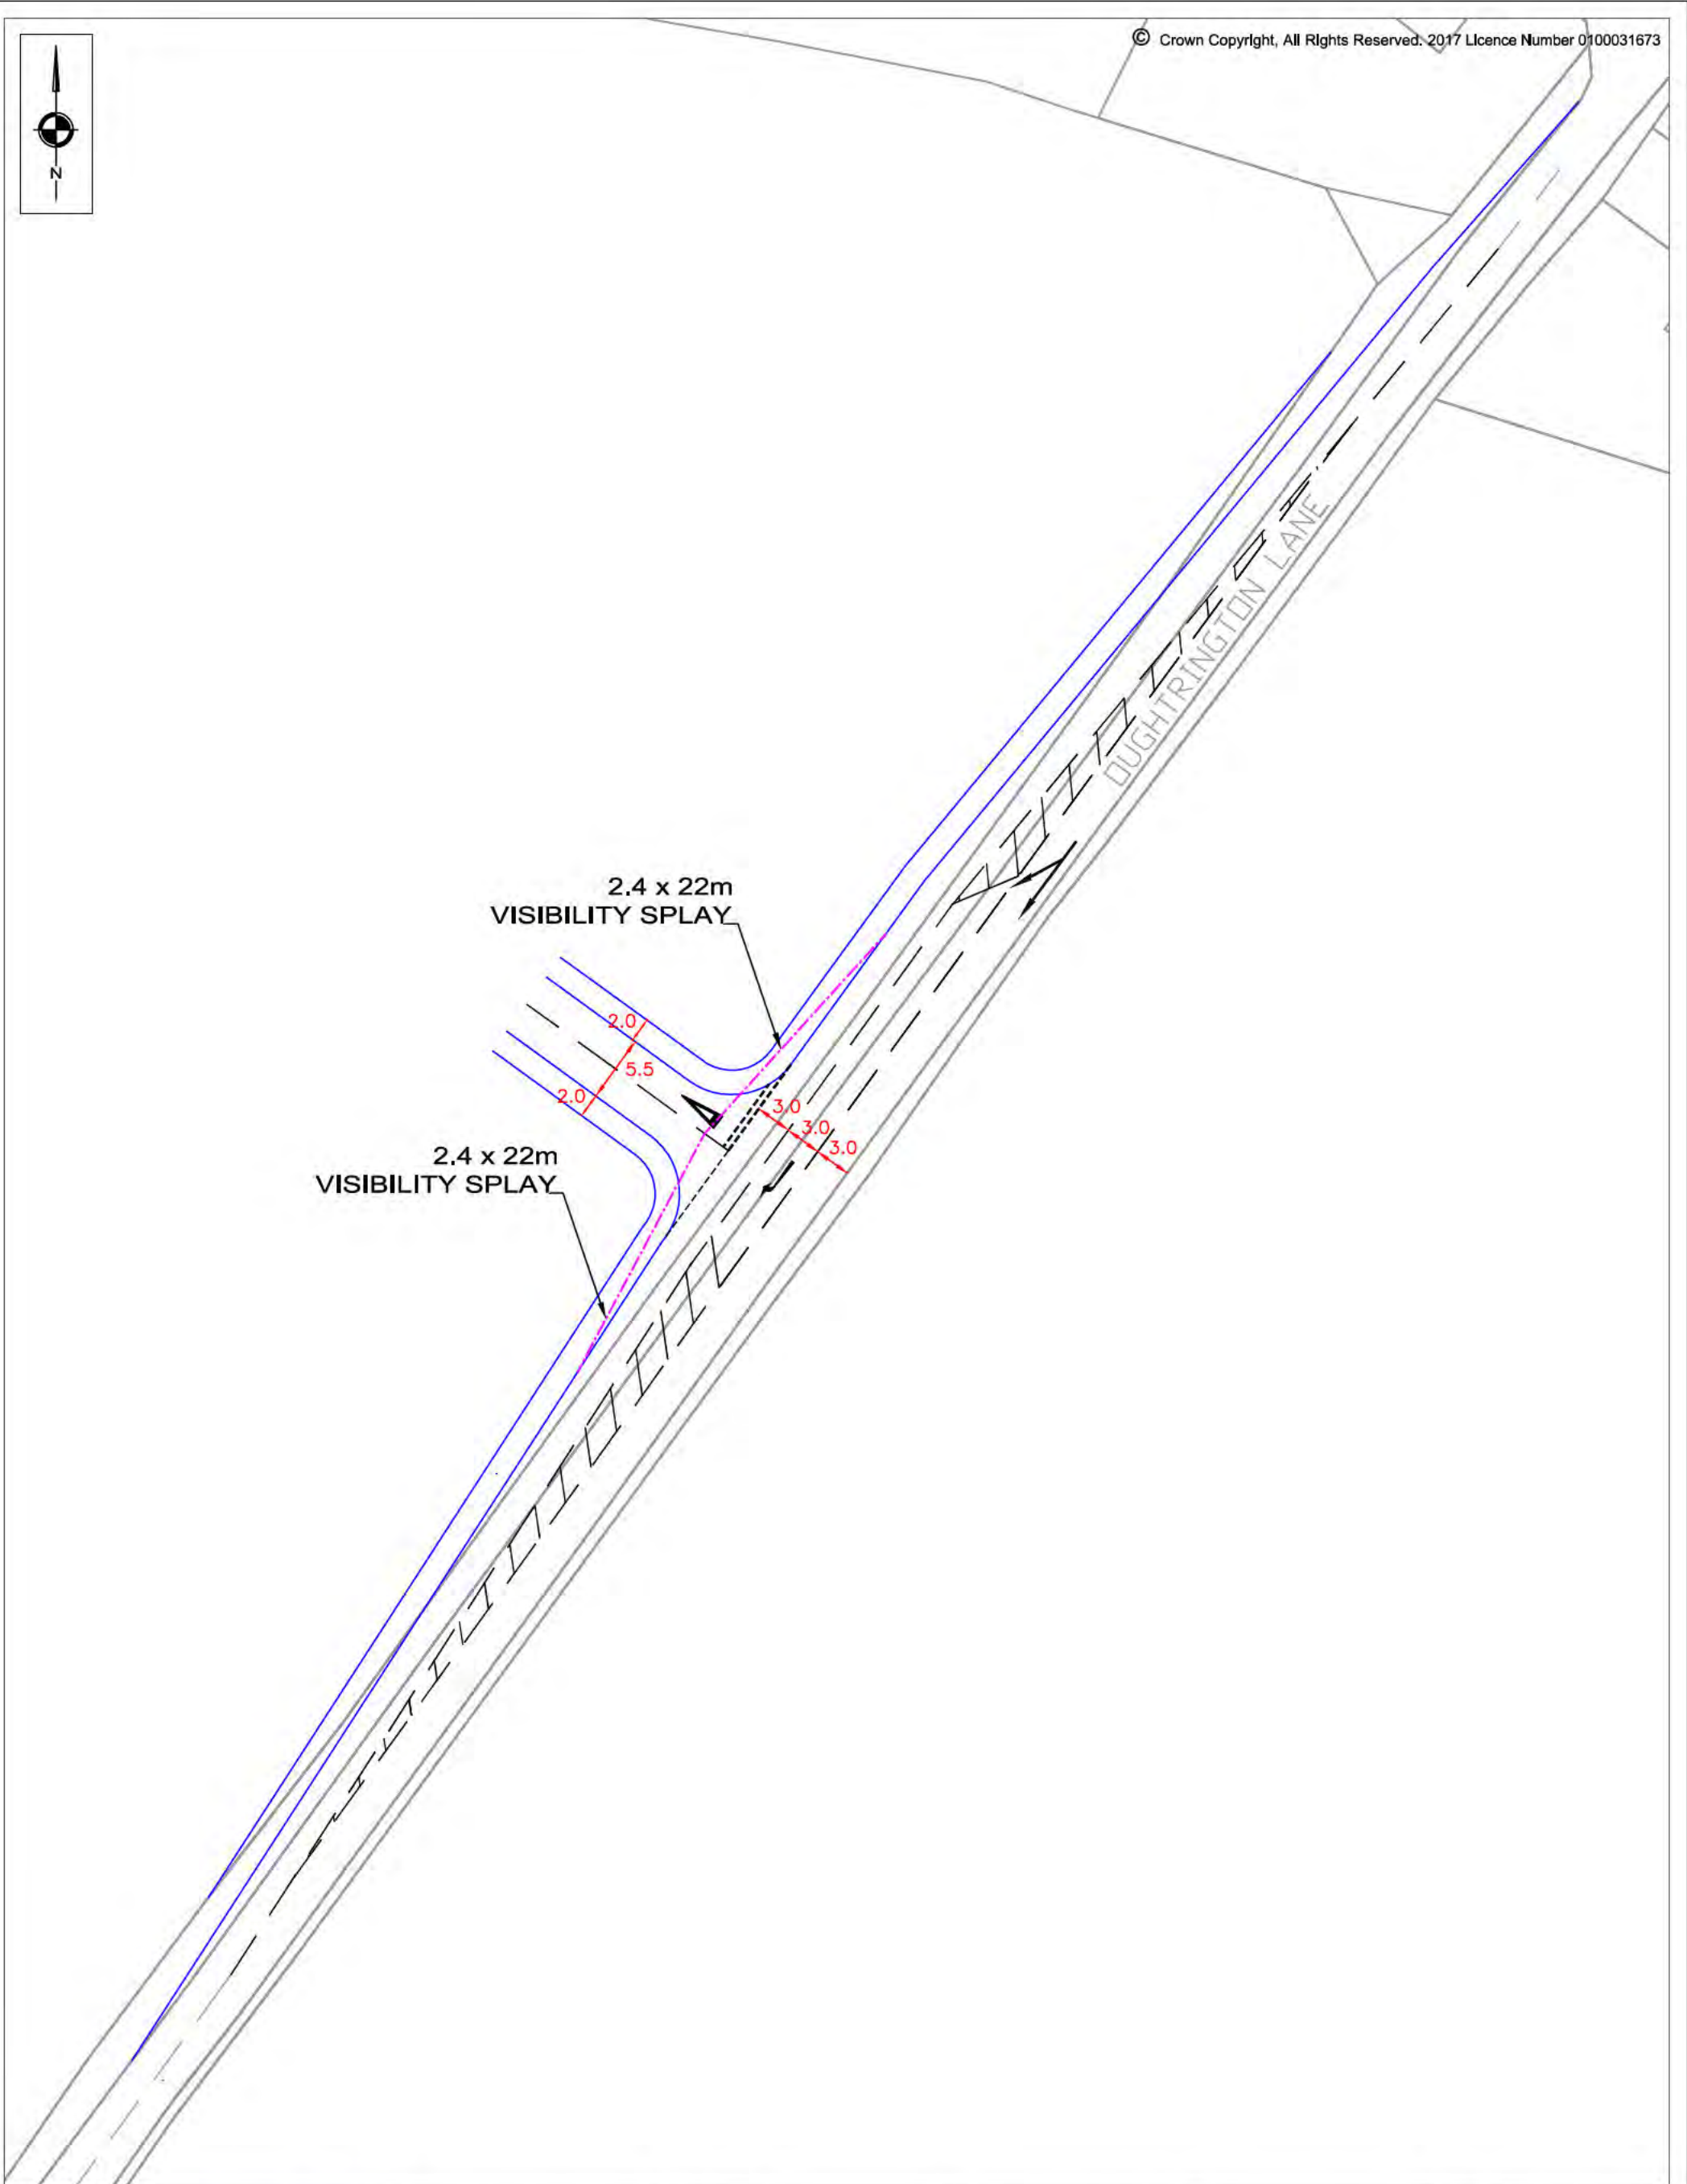 © Crown Copyright, All Rights Reserved. 2017 Licence Number 0100031673
N
OUGHTRINGTON LANE
2.4 x 22m
VISIBILITY SPLAY
2.0
5.5
2.0
3.0
3.0
3.0
2.4 x 22m
VISIBILITY SPLAY